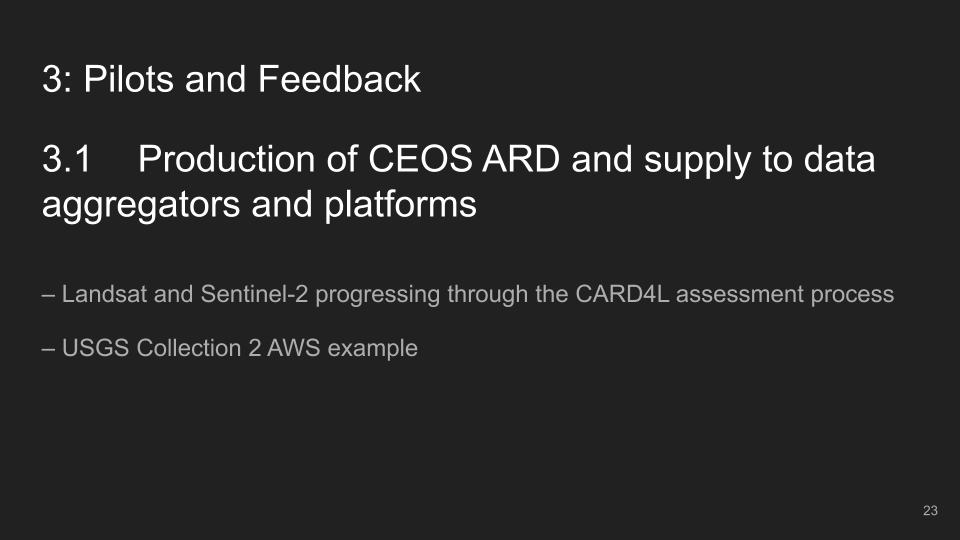 3: Pilots and Feedback
3.1 Production of CEOS ARD and supply to data
aggregators and platforms
– Landsat and Sentinel-2 progressing through the CARD4L assessment process
– USGS Collection 2 AWS example
23